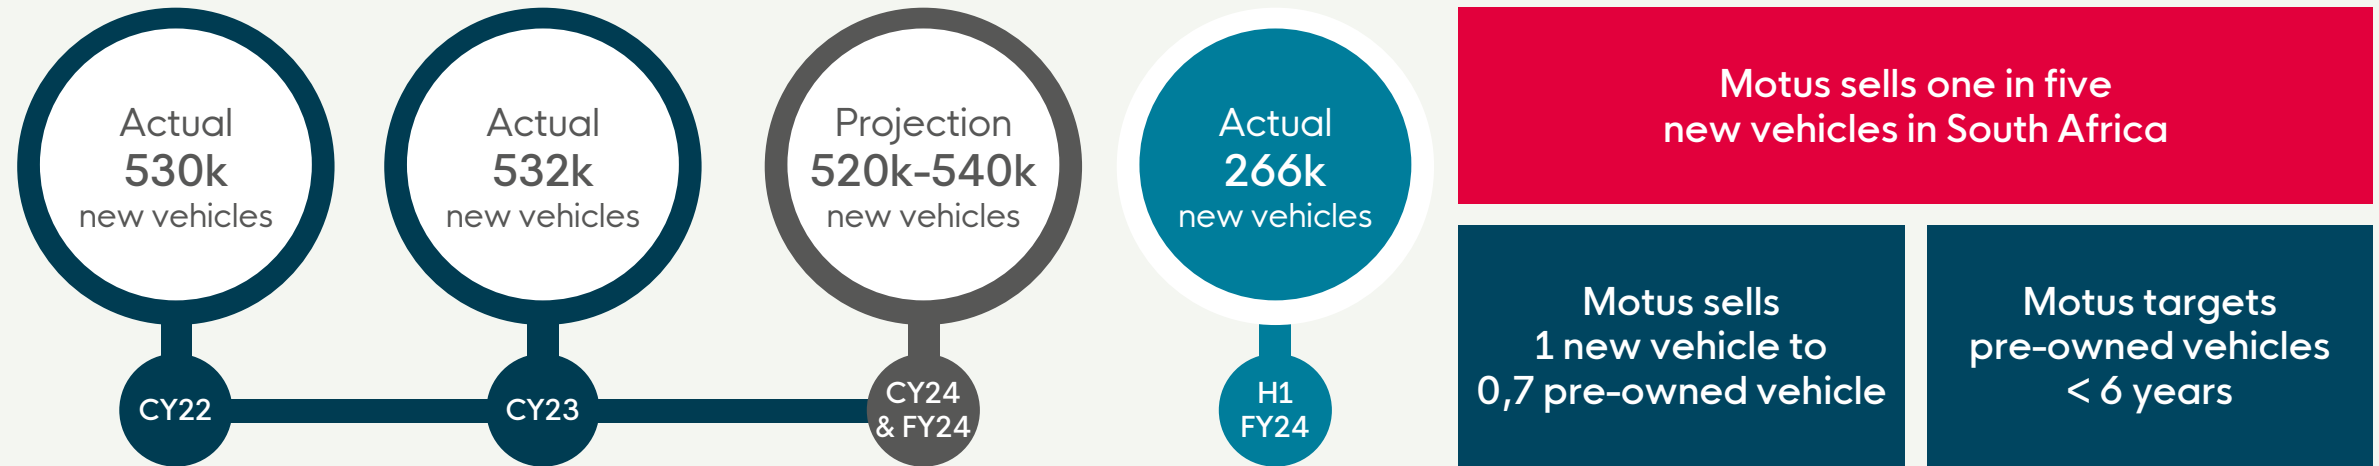 Actual
530k
new vehicles
CY22
Actual
532k
new vehicles
CY23
Projection
520k-540k
new vehicles
CY24
& FY24
Actual
266k
new vehicles
H1
FY24
Motus sells one in five
new vehicles in South Africa
Motus sells
1 new vehicle to
0,7 pre-owned vehicle
Motus targets
pre-owned vehicles
< 6 years